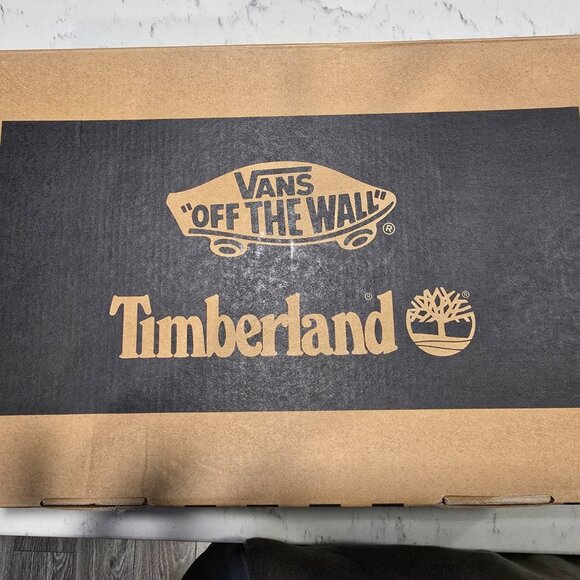 VANS
"OFF THE WALL" ®
Timberland® ®